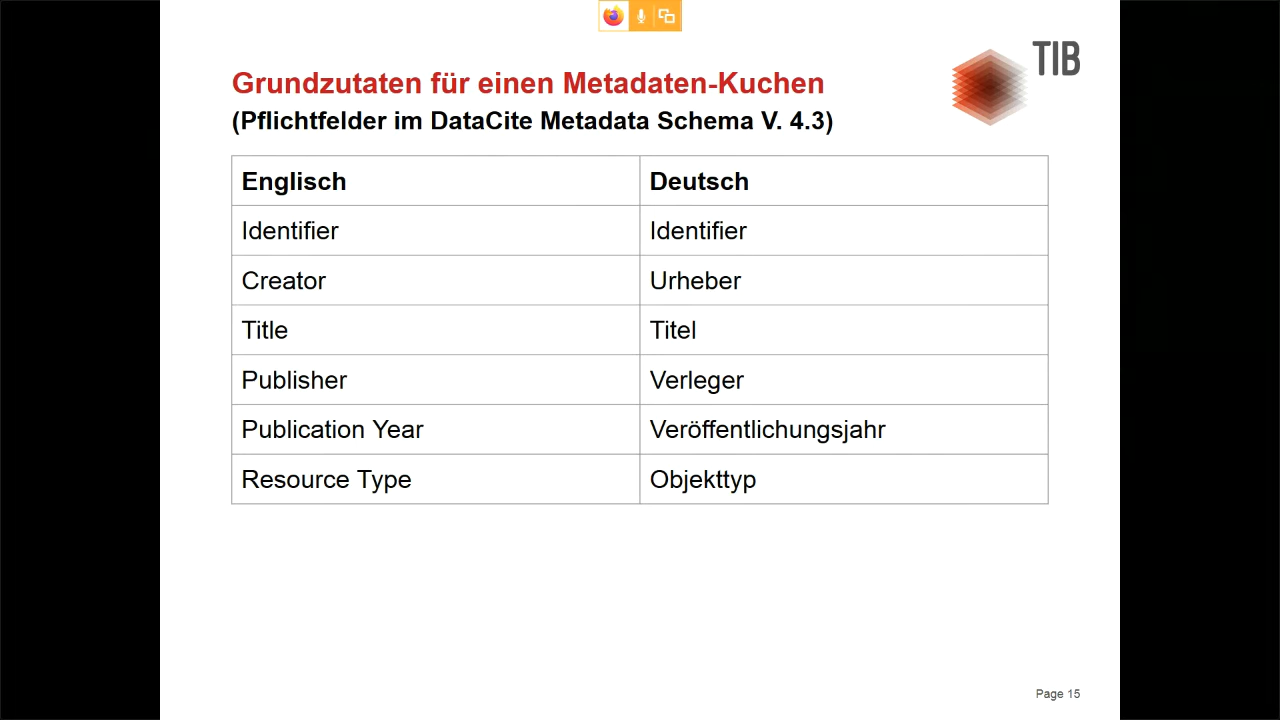 TIB
Grundzutaten für einen Metadaten-Kuchen
(Pflichtfelder im DataCite Metadata Schema V. 4.3)
Englisch Deutsch
Identifier Identifier
Creator Urheber
Title Titel
Publisher Verleger
Publication Year Veröffentlichungsjahr
Resource Type Objekttyp
Page 15